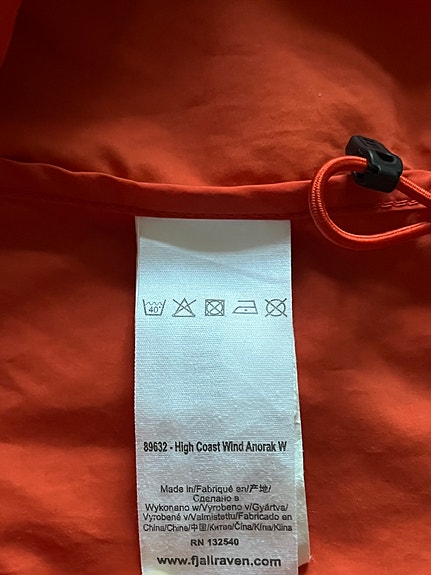 40°
89632 - High Coast Wind Anorak W
Made in/Fabriqué en/产地/
Сделано в
Wykonano w/Vyrobeno v/Gyártva/
Vyrobené v/Valmistettu/Fabricado en
China/Chine/中国/Китай/Čína/Kína/Kiina
RN 132540
www.fjallraven.com